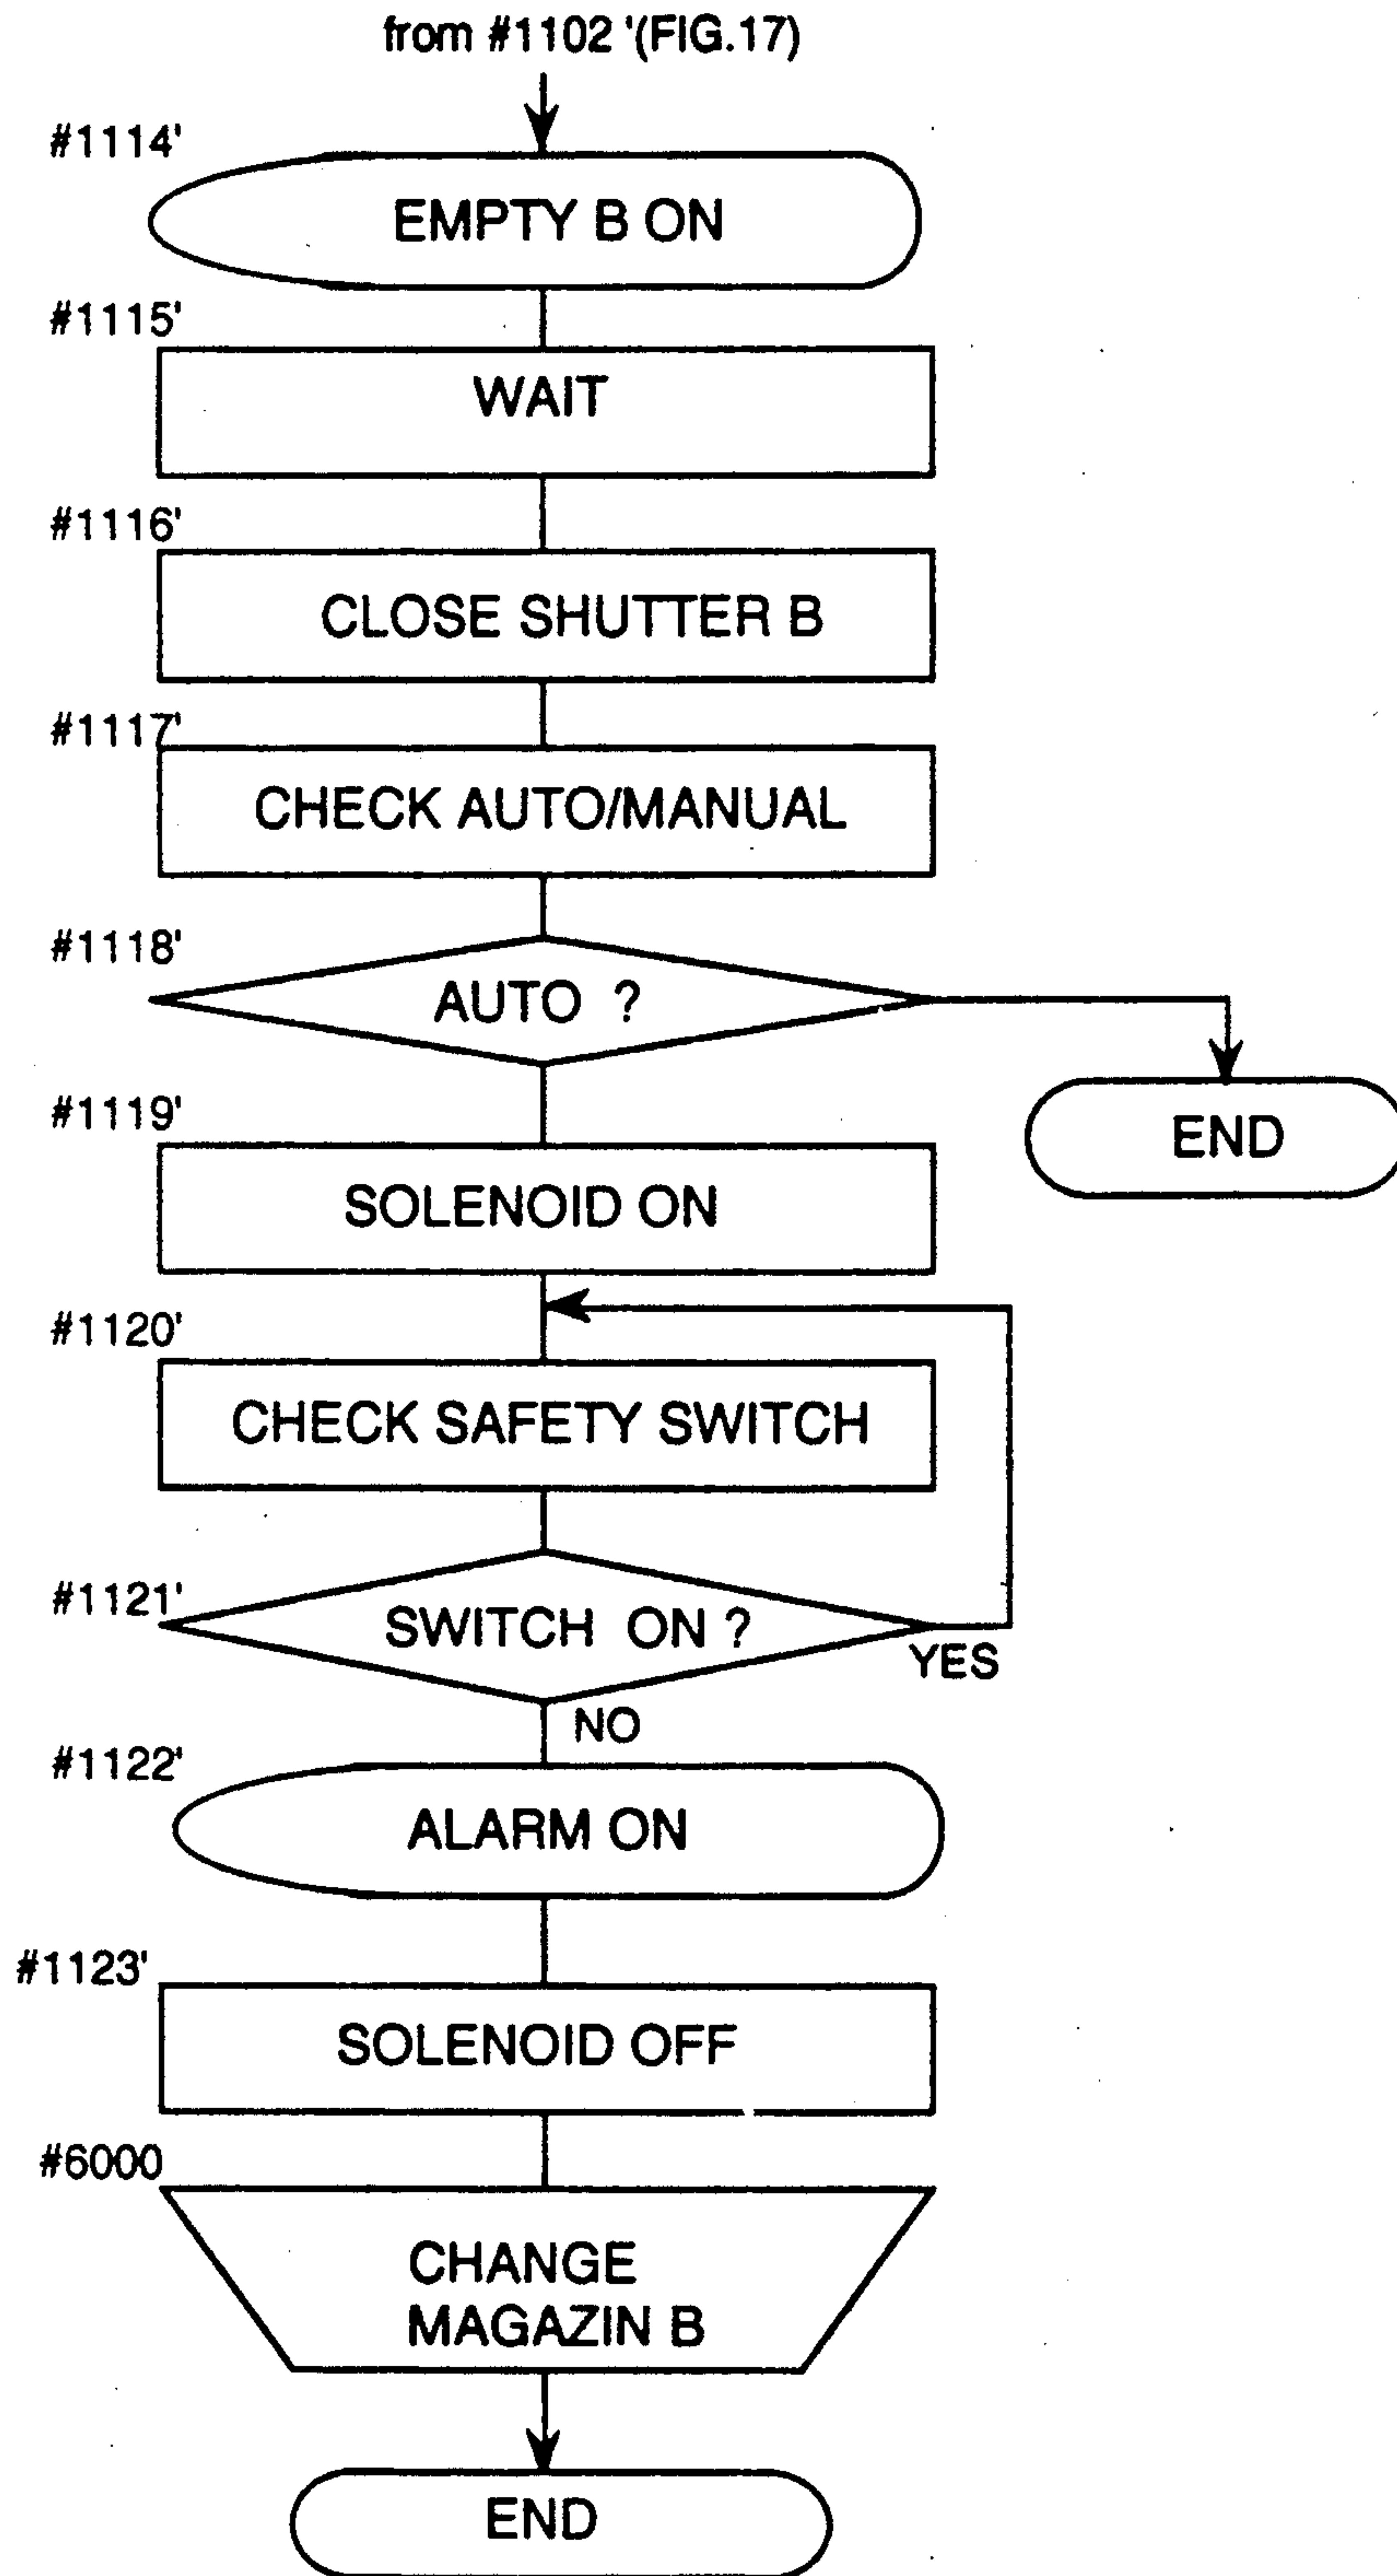 from #1102 '(FIG.17)
#1114'
EMPTY B ON
#1115'
WAIT
#1116'
CLOSE SHUTTER B
#1117'
CHECK AUTO/MANUAL
#1118'
AUTO ?
END
#1119'
SOLENOID ON
#1120'
CHECK SAFETY SWITCH
#1121'
SWITCH ON ?
YES
NO
#1122'
ALARM ON
#1123'
SOLENOID OFF
#6000
CHANGE
MAGAZIN B
END